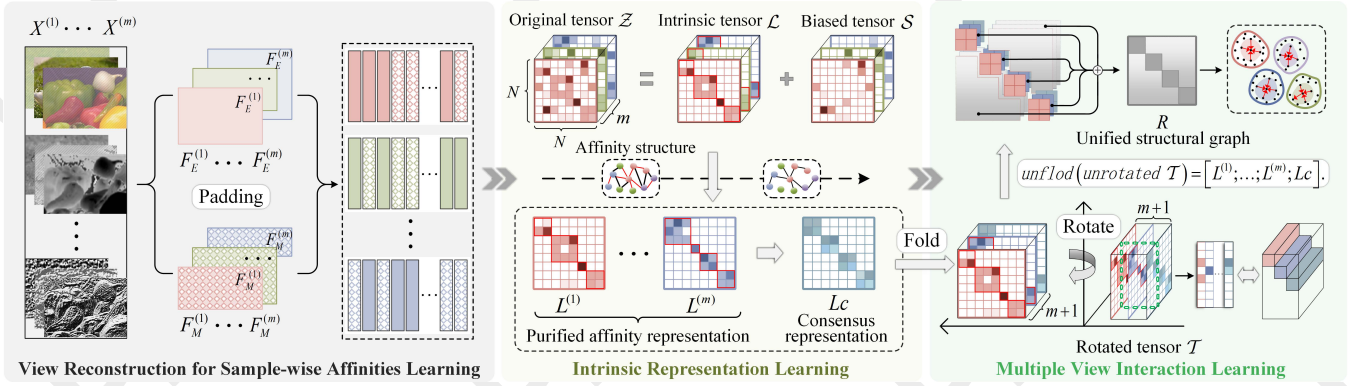 X^{(1)} · · · X^{(m)}
F_E^{(m)}
· · ·
F_E^{(1)}
F_E^{(1)} · · · F_E^{(m)}
Padding
F_M^{(m)}
· · ·
F_M^{(1)}
F_M^{(1)} · · · F_M^{(m)}
View Reconstruction for Sample-wise Affinities Learning
Original tensor 𝒵
Intrinsic tensor ℒ
Biased tensor 𝒮
=
+
N
m
N
Affinity structure
L^{(1)}
L^{(m)}
Lc
Purified affinity representation
Consensus
representation
Intrinsic Representation Learning
R
Unified structural graph
unflod(unrotated 𝒯)=[L^{(1)};...;L^{(m)};Lc].
Fold
m+1
Rotate
m+1
Rotated tensor 𝒯
Multiple View Interaction Learning